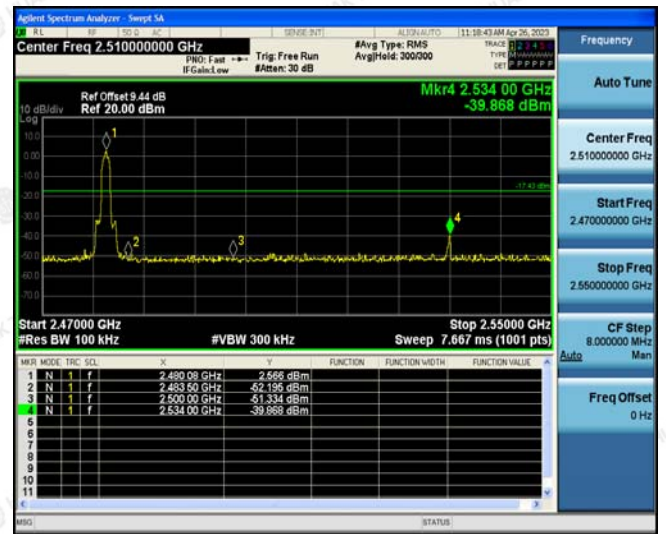 Agilent Spectrum Analyzer - Swept SA
RL RF 50 Ω AC SENSE:INT ALIGN AUTO 11:18:43 AM Apr 26, 2023
Center Freq 2.510000000 GHz
PNO: Fast
IFGain:Low
Trig: Free Run
#Atten: 30 dB
#Avg Type: RMS
Avg|Hold: 300/300
TRACE 1 2 3 4 5 6
TYPE
DET P P P P P P
Ref Offset 9.44 dB
Ref 20.00 dBm
10 dB/div
Log
Mkr4 2.534 00 GHz
-39.868 dBm
10.0
0.00
-10.0
-20.0
-30.0
-40.0
-50.0
-60.0
-70.0
1
2
3
4
-17.43 dBm
Start 2.47000 GHz
Stop 2.55000 GHz
#Res BW 100 kHz
#VBW 300 kHz
Sweep 7.667 ms (1001 pts)
MKR MODE TRC SCL X Y FUNCTION FUNCTION WIDTH FUNCTION VALUE
1 N 1 f 2.480 08 GHz 2.566 dBm
2 N 1 f 2.483 50 GHz -52.195 dBm
3 N 1 f 2.500 00 GHz -51.334 dBm
4 N 1 f 2.534 00 GHz -39.868 dBm
5
6
7
8
9
10
11
MSG
STATUS
Frequency
Auto Tune
Center Freq
2.510000000 GHz
Start Freq
2.470000000 GHz
Stop Freq
2.550000000 GHz
CF Step
8.000000 MHz
Auto Man
Freq Offset
0 Hz